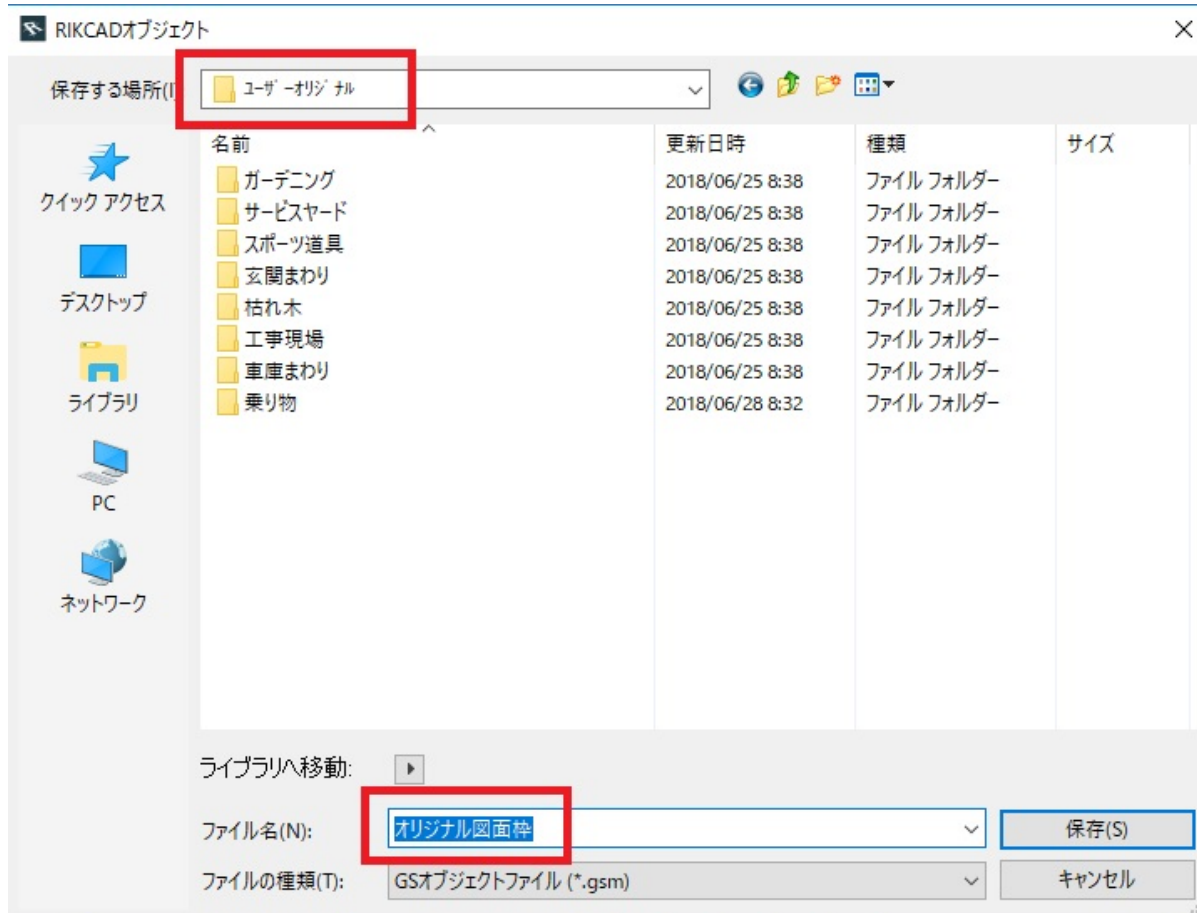 RIKCADオブジェクト
保存する場所(I
ﾕｰｻﾞｰｵﾘｼﾞﾅﾙ
名前 更新日時 種類 サイズ
クイック アクセス
デスクトップ
ライブラリ
PC
ネットワーク
ガーデニング 2018/06/25 8:38 ファイル フォルダー
サービスヤード 2018/06/25 8:38 ファイル フォルダー
スポーツ道具 2018/06/25 8:38 ファイル フォルダー
玄関まわり 2018/06/25 8:38 ファイル フォルダー
枯れ木 2018/06/25 8:38 ファイル フォルダー
工事現場 2018/06/25 8:38 ファイル フォルダー
車庫まわり 2018/06/25 8:38 ファイル フォルダー
乗り物 2018/06/28 8:32 ファイル フォルダー
ライブラリへ移動:
ファイル名(N): オリジナル図面枠 保存(S)
ファイルの種類(T): GSオブジェクトファイル (*.gsm) キャンセル